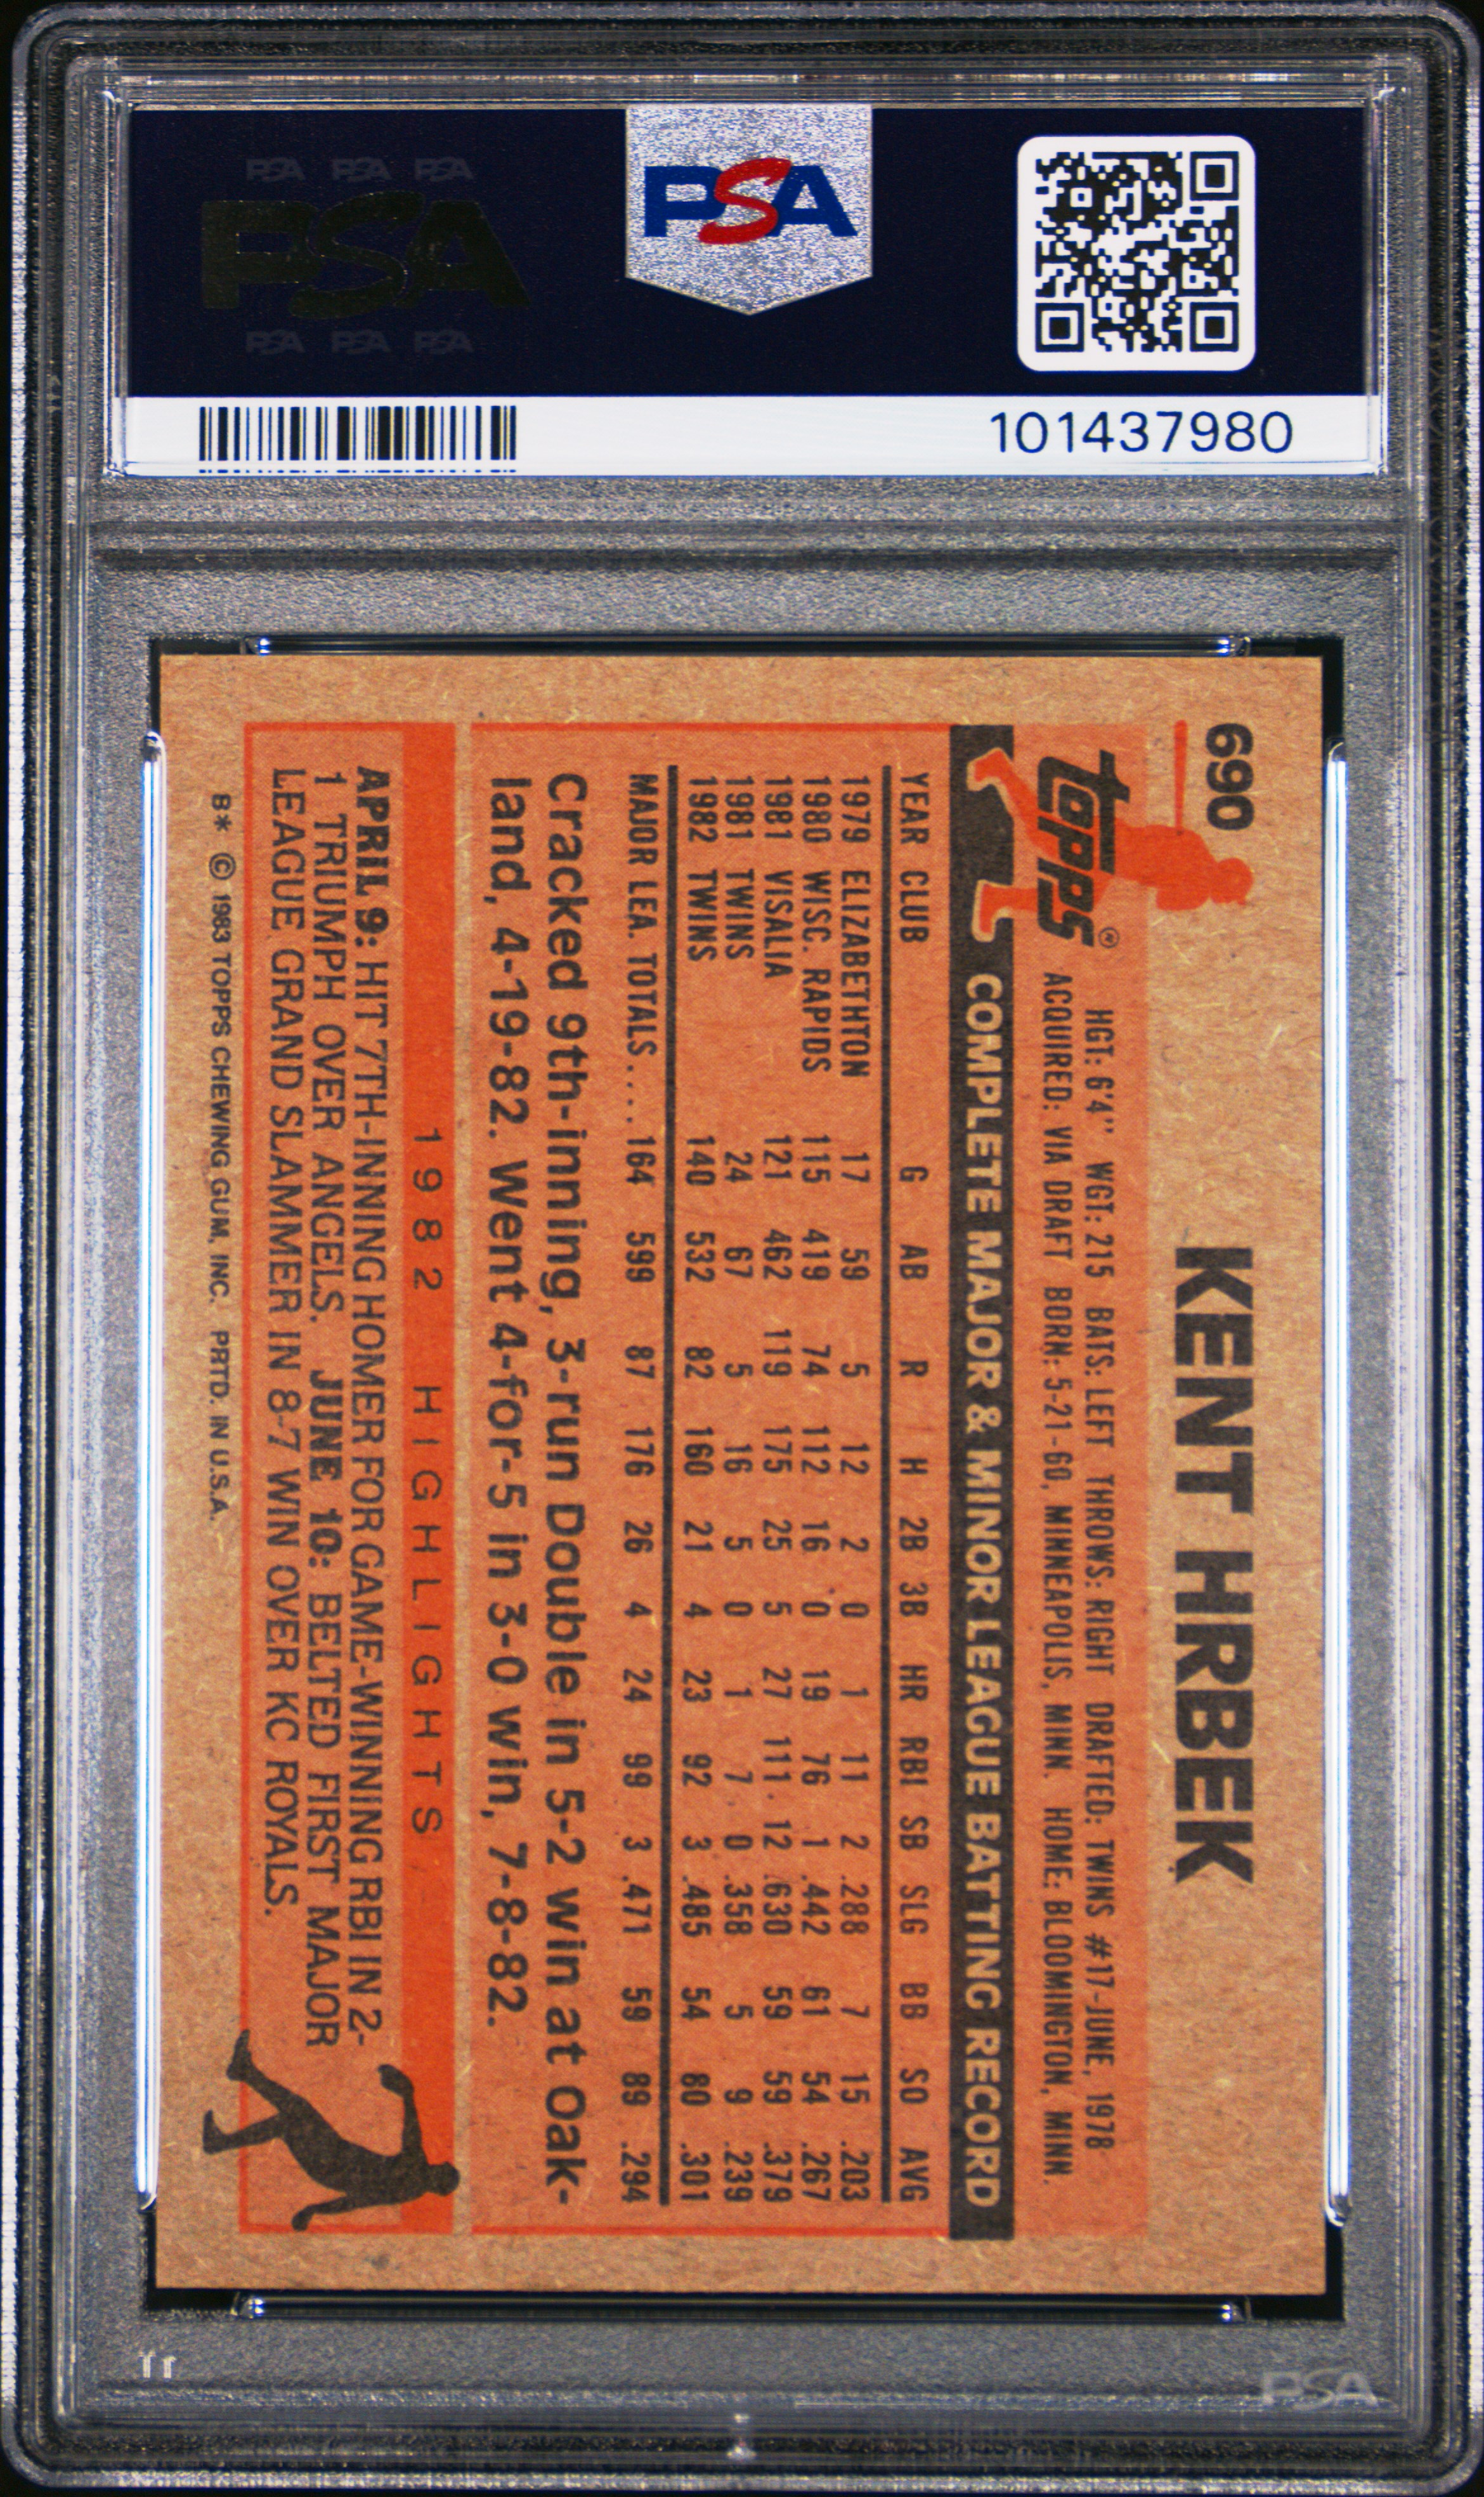 PSA PSA PSA
PSA
PSA PSA PSA
PSA
101437980
690
KENT HRBEK
topps®
HGT: 6'4" WGT: 215 BATS: LEFT THROWS: RIGHT DRAFTED: TWINS #17-JUNE, 1978
ACQUIRED: VIA DRAFT BORN: 5-21-60, MINNEAPOLIS, MINN. HOME: BLOOMINGTON, MINN.
COMPLETE MAJOR & MINOR LEAGUE BATTING RECORD
YEAR CLUB G AB R H 2B 3B HR RBI SB SLG BB SO AVG
1979 ELIZABETHTON 17 59 5 12 2 0 1 11 2 .288 7 15 .203
1980 WISC. RAPIDS 115 419 74 112 16 0 19 76 1 .442 61 54 .267
1981 VISALIA 121 462 119 175 25 5 27 111 12 .630 59 59 .379
1981 TWINS 24 67 5 16 5 0 1 7 0 .358 5 9 .239
1982 TWINS 140 532 82 160 21 4 23 92 3 .485 54 80 .301
MAJOR LEA. TOTALS.... 164 599 87 176 26 4 24 99 3 .471 59 89 .294
Cracked 9th-inning, 3-run Double in 5-2 win at Oak-
land, 4-19-82. Went 4-for-5 in 3-0 win, 7-8-82.
1982 HIGHLIGHTS
APRIL 9: HIT 7TH-INNING HOMER FOR GAME-WINNING RBI IN 2-
1 TRIUMPH OVER ANGELS. JUNE 10: BELTED FIRST MAJOR
LEAGUE GRAND SLAMMER IN 8-7 WIN OVER KC ROYALS.
B* © 1983 TOPPS CHEWING GUM, INC. PRTD. IN U.S.A.
PSA